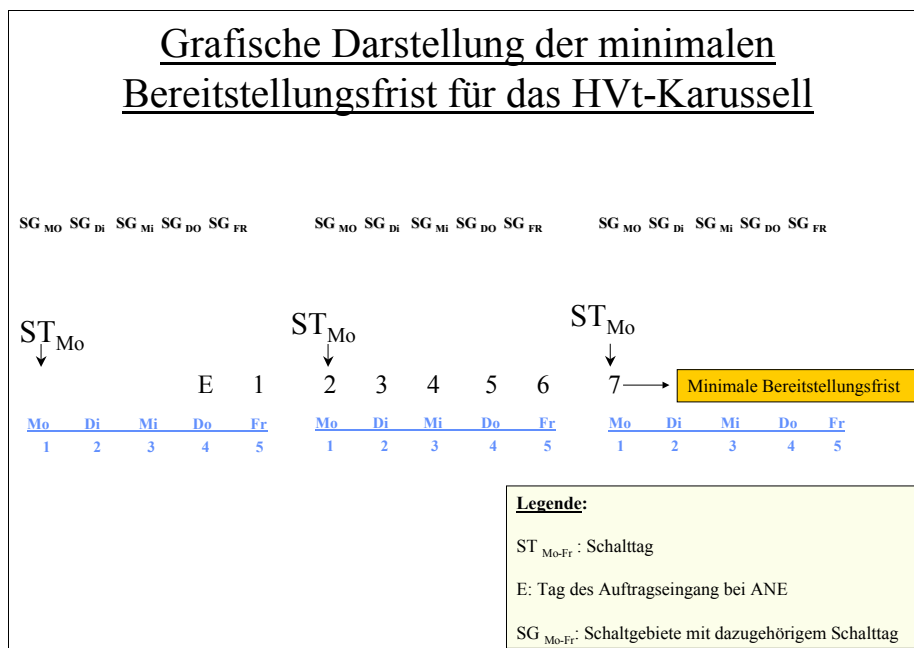 Grafische Darstellung der minimalen
Bereitstellungsfrist für das HVt-Karussell
SG MO SG Di SG Mi SG DO SG FR SG MO SG Di SG Mi SG DO SG FR SG MO SG Di SG Mi SG DO SG FR
ST Mo ST Mo ST Mo
E 1 2 3 4 5 6 7 Minimale Bereitstellungsfrist
Mo Di Mi Do Fr Mo Di Mi Do Fr Mo Di Mi Do Fr
1 2 3 4 5 1 2 3 4 5 1 2 3 4 5
Legende:
ST Mo-Fr : Schalttag
E: Tag des Auftragseingang bei ANE
SG Mo-Fr: Schaltgebiete mit dazugehörigem Schalttag